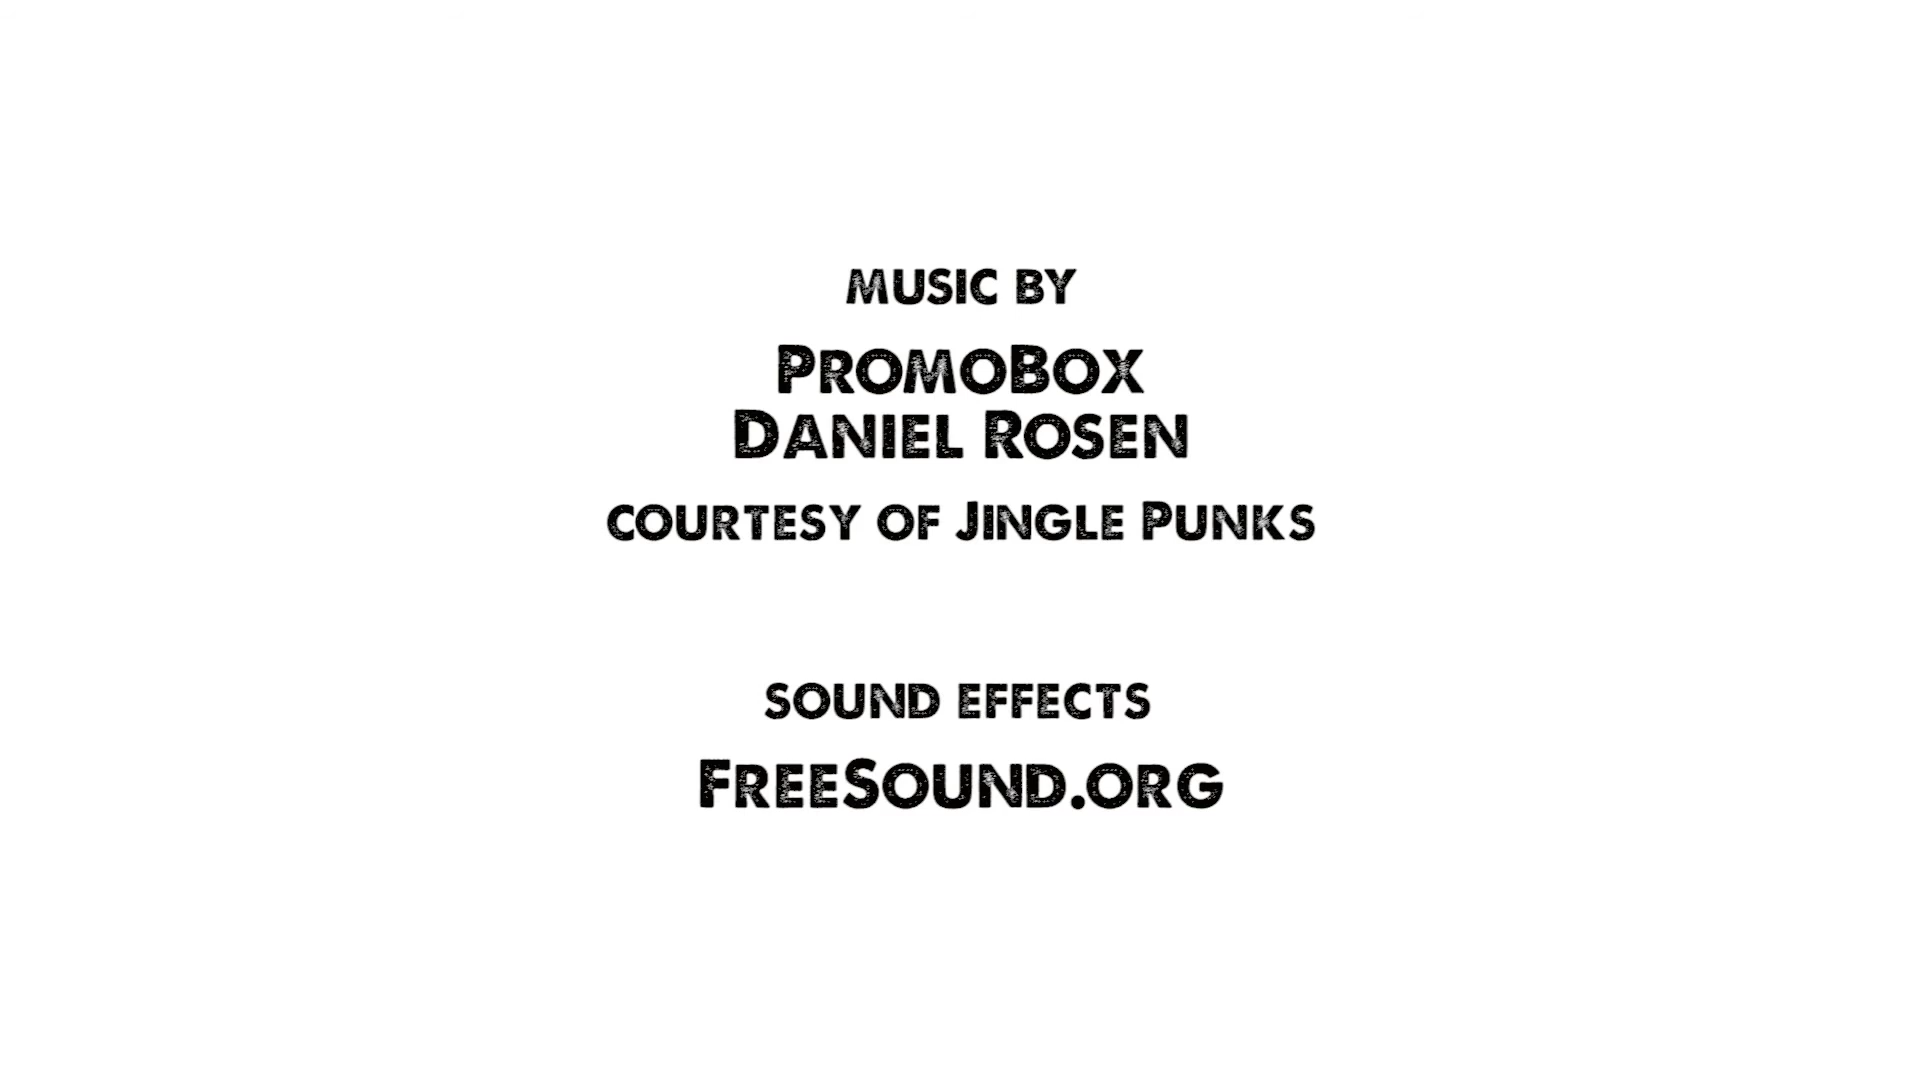 MUSIC BY
PROMOBOX
DANIEL ROSEN
COURTESY OF JINGLE PUNKS
SOUND EFFECTS
FREESOUND.ORG